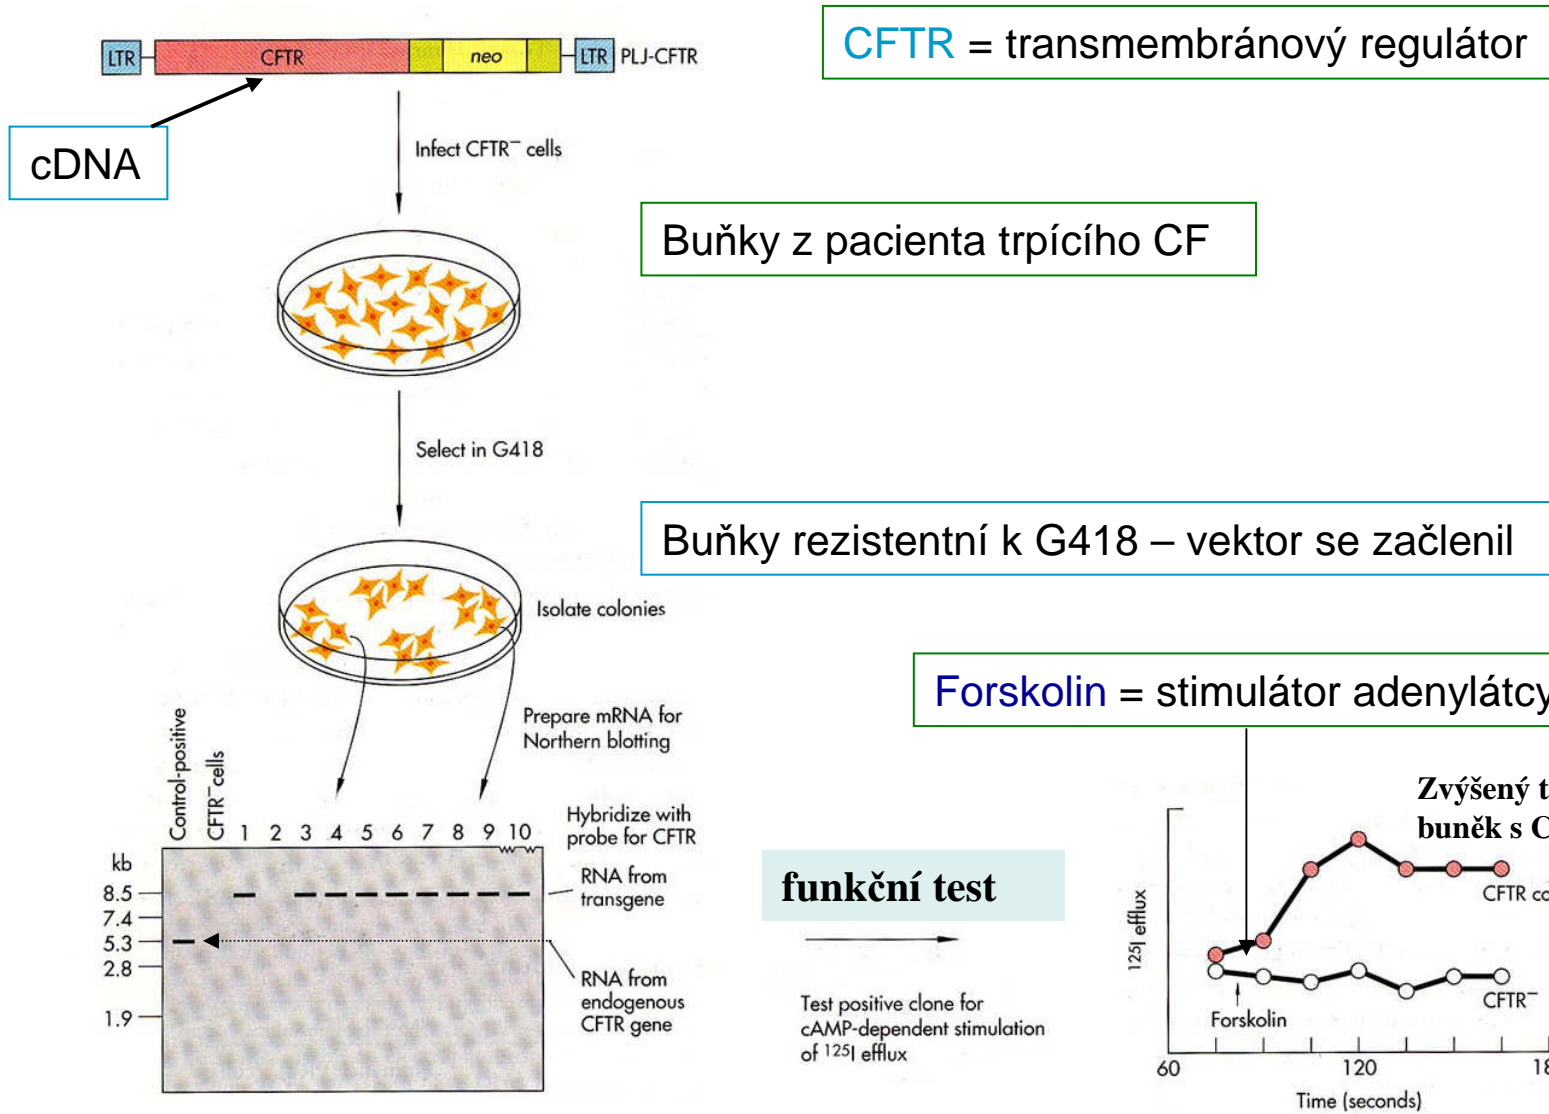 CFTR = transmembránový regulátor
LTR CFTR neo LTR PLJ-CFTR
cDNA
Infect CFTR⁻ cells
Buňky z pacienta trpícího CF
Select in G418
Buňky rezistentní k G418 – vektor se začlenil
Isolate colonies
Forskolin = stimulátor
Prepare mRNA for
Northern blotting
Control-positive
CFTR⁻ cells
1 2 3 4 5 6 7 8 9 10
Hybridize with
probe for CFTR
kb
8.5
7.4
5.3
2.8
1.9
RNA from
transgene
RNA from
endogenous
CFTR gene
funkční test
Test positive clone for
cAMP-dependent stimulation
of ¹²⁵I efflux
Zvýšený
buněk s
¹²⁵I efflux
CFTR
CFTR⁻
Forskolin
60 120
Time (seconds)